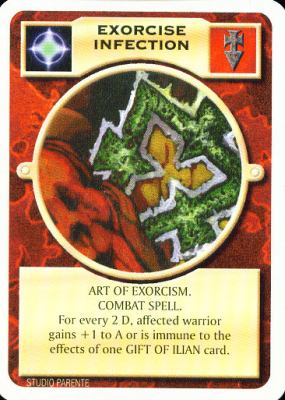 EXORCISE
INFECTION
ART OF EXORCISM.
COMBAT SPELL.
For every 2 D, affected warrior
gains +1 to A or is immune to the
effects of one GIFT OF ILIAN card.
STUDIO PARENTE